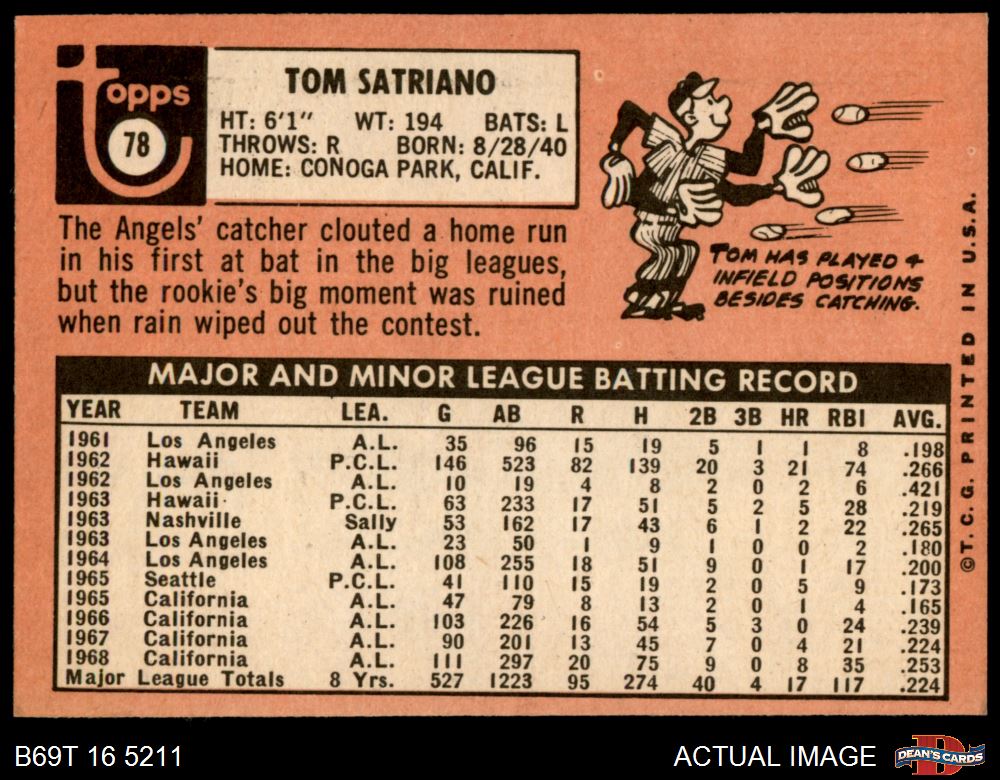 Topps
78
TOM SATRIANO
HT: 6'1" WT: 194 BATS: L
THROWS: R BORN: 8/28/40
HOME: CONOGA PARK, CALIF.
The Angels' catcher clouted a home run
in his first at bat in the big leagues,
but the rookie's big moment was ruined
when rain wiped out the contest.
TOM HAS PLAYED 4
INFIELD POSITIONS
BESIDES CATCHING.
MAJOR AND MINOR LEAGUE BATTING RECORD
YEAR TEAM LEA. G AB R H 2B 3B HR RBI AVG.
1961 Los Angeles A.L. 35 96 15 19 5 1 1 8 .198
1962 Hawaii P.C.L. 146 523 82 139 20 3 21 74 .266
1962 Los Angeles A.L. 10 19 4 8 2 0 2 6 .421
1963 Hawaii P.C.L. 63 233 17 51 5 2 5 28 .219
1963 Nashville Sally 53 162 17 43 6 1 2 22 .265
1963 Los Angeles A.L. 23 50 1 9 1 0 0 2 .180
1964 Los Angeles A.L. 108 255 18 51 9 0 1 17 .200
1965 Seattle P.C.L. 41 110 15 19 2 0 5 9 .173
1965 California A.L. 47 79 8 13 2 0 1 4 .165
1966 California A.L. 103 226 16 54 5 3 0 24 .239
1967 California A.L. 90 201 13 45 7 0 4 21 .224
1968 California A.L. 111 297 20 75 9 0 8 35 .253
Major League Totals 8 Yrs. 527 1223 95 274 40 4 17 117 .224
©T.C.G. PRINTED IN U.S.A.
B69T 16 5211
ACTUAL IMAGE
DEAN'S CARDS